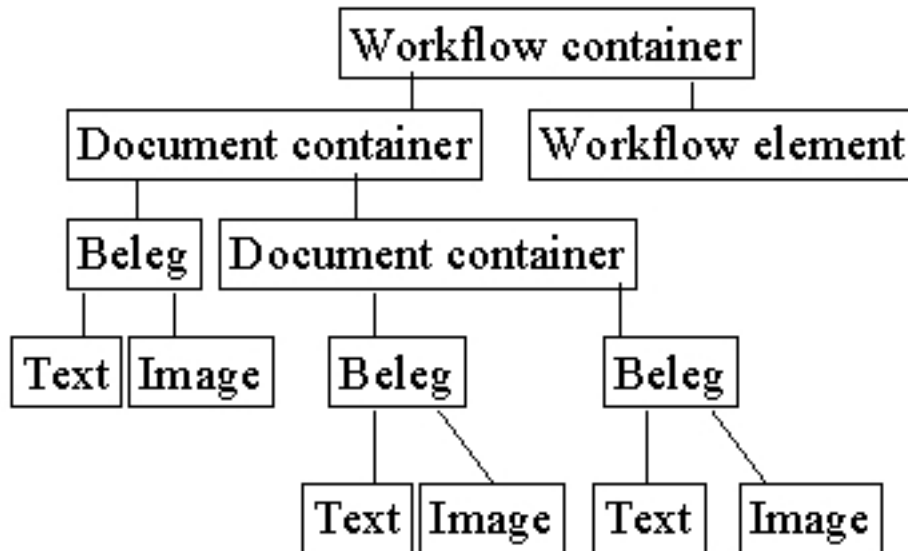 Workflow container
Document container
Workflow element
Beleg
Document container
Text
Image
Beleg
Beleg
Text
Image
Text
Image